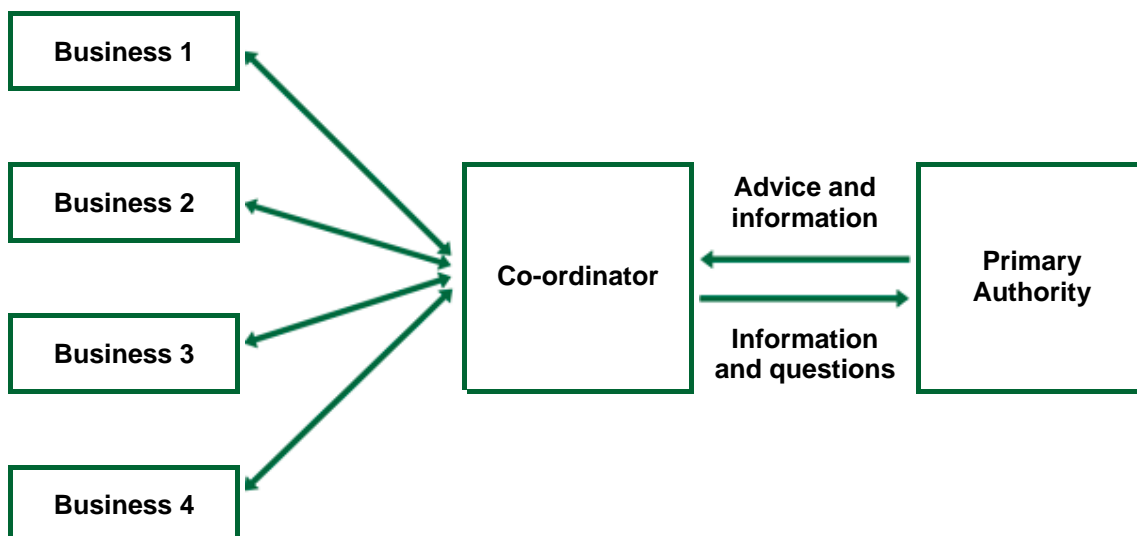 Business 1
Business 2
Business 3
Business 4
Co-ordinator
Advice and
information
Information
and questions
Primary
Authority